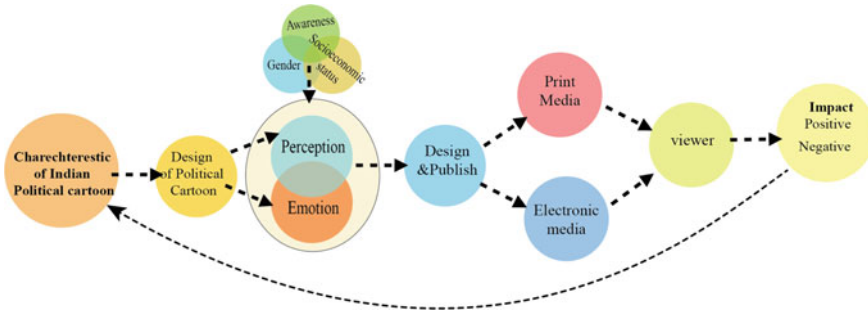 Charechterestic
of Indian
Political cartoon
Design
of Political
Cartoon
Awareness
Gender
Socioeconomic
status
Perception
Emotion
Design
&Publish
Print
Media
Electronic
media
viewer
Impact
Positive
Negative